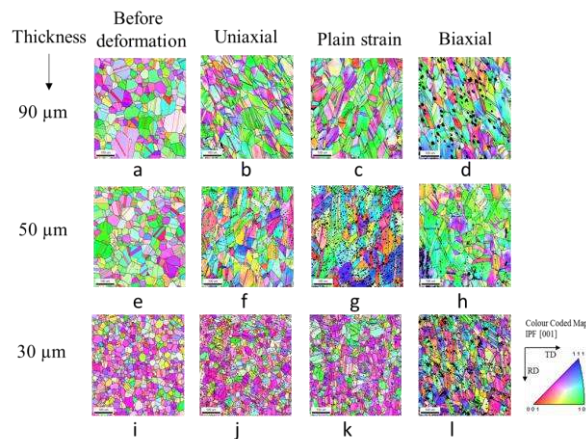 Thickness
Before
deformation
Uniaxial
Plain strain
Biaxial
90 µm
a
b
c
d
50 µm
e
f
g
h
30 µm
i
j
k
l
Colour Coded Map
IPF [001]
TD
RD
111
001